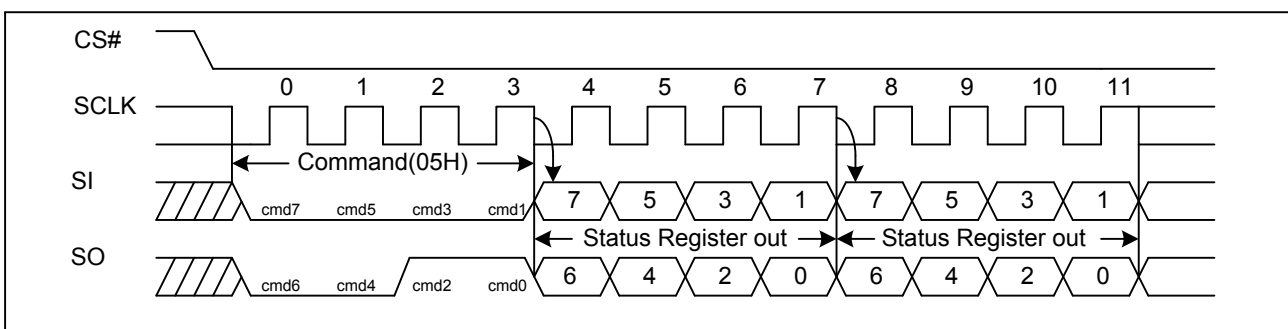 CS#
0 1 2 3 4 5 6 7 8 9 10 11
SCLK
Command(05H)
SI
cmd7 cmd5 cmd3 cmd1 7 5 3 1 7 5 3 1
Status Register out Status Register out
SO
cmd6 cmd4 cmd2 cmd0 6 4 2 0 6 4 2 0